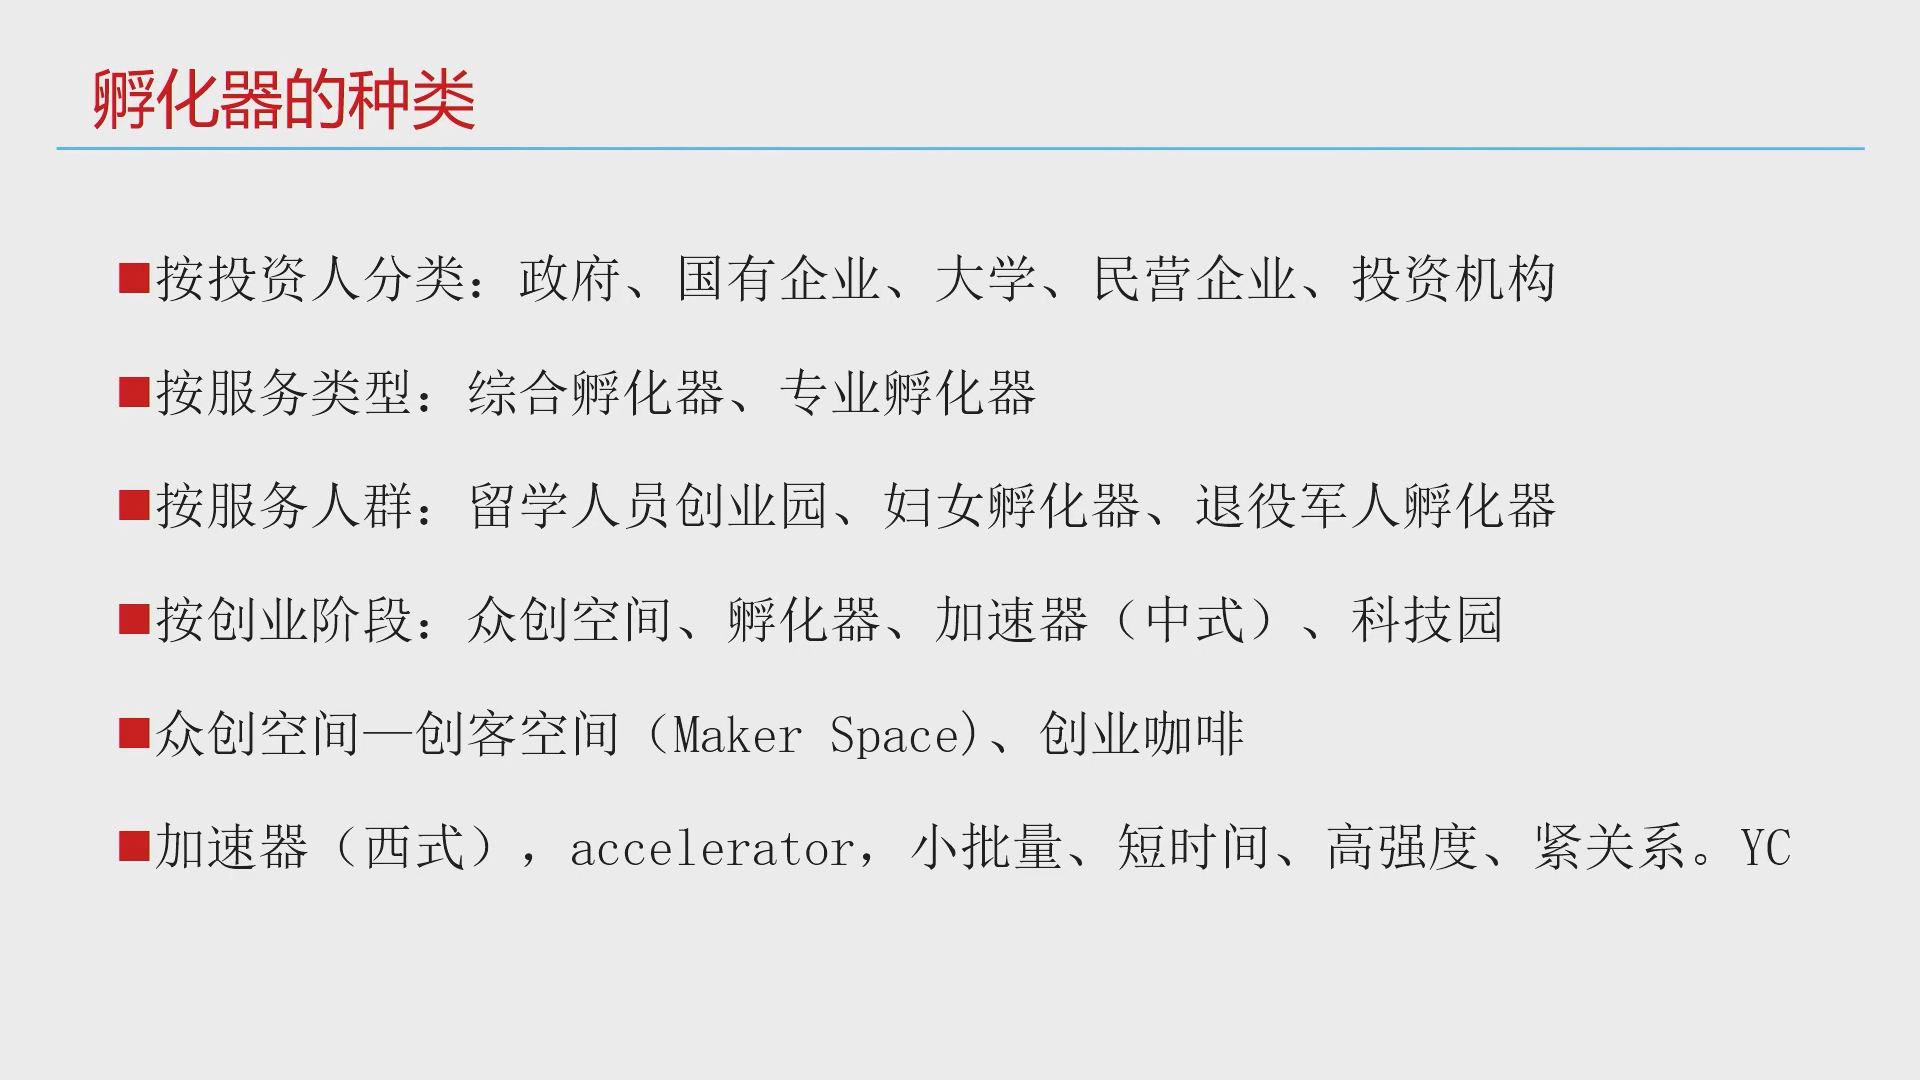 孵化器的种类
■按投资人分类：政府、国有企业、大学、民营企业、投资机构
■按服务类型：综合孵化器、专业孵化器
■按服务人群：留学人员创业园、妇女孵化器、退役军人孵化器
■按创业阶段：众创空间、孵化器、加速器（中式）、科技园
■众创空间—创客空间（Maker Space)、创业咖啡
■加速器（西式），accelerator，小批量、短时间、高强度、紧关系。YC